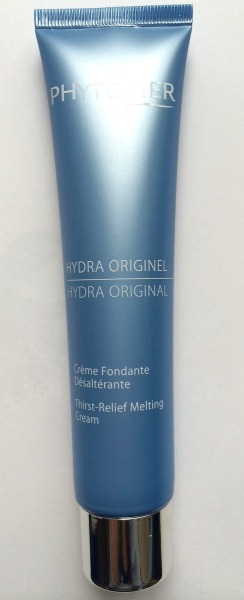 PHYTOMER
HYDRA ORIGINEL
HYDRA ORIGINAL
Crème Fondante
Désaltérante
Thirst-Relief Melting
Cream